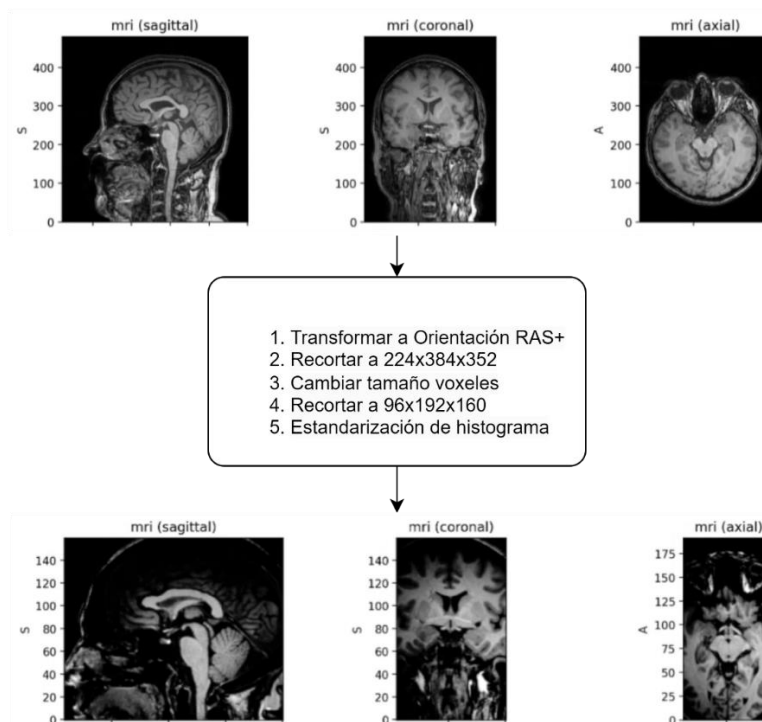 mri (sagittal)
mri (coronal)
mri (axial)
400
300
200
100
0
S
400
300
200
100
0
S
400
300
200
100
0
A
1. Transformar a Orientación RAS+
2. Recortar a 224x384x352
3. Cambiar tamaño voxeles
4. Recortar a 96x192x160
5. Estandarización de histograma
mri (sagittal)
mri (coronal)
mri (axial)
140
120
100
80
60
40
20
0
S
140
120
100
80
60
40
20
0
S
175
150
125
100
75
50
25
0
A